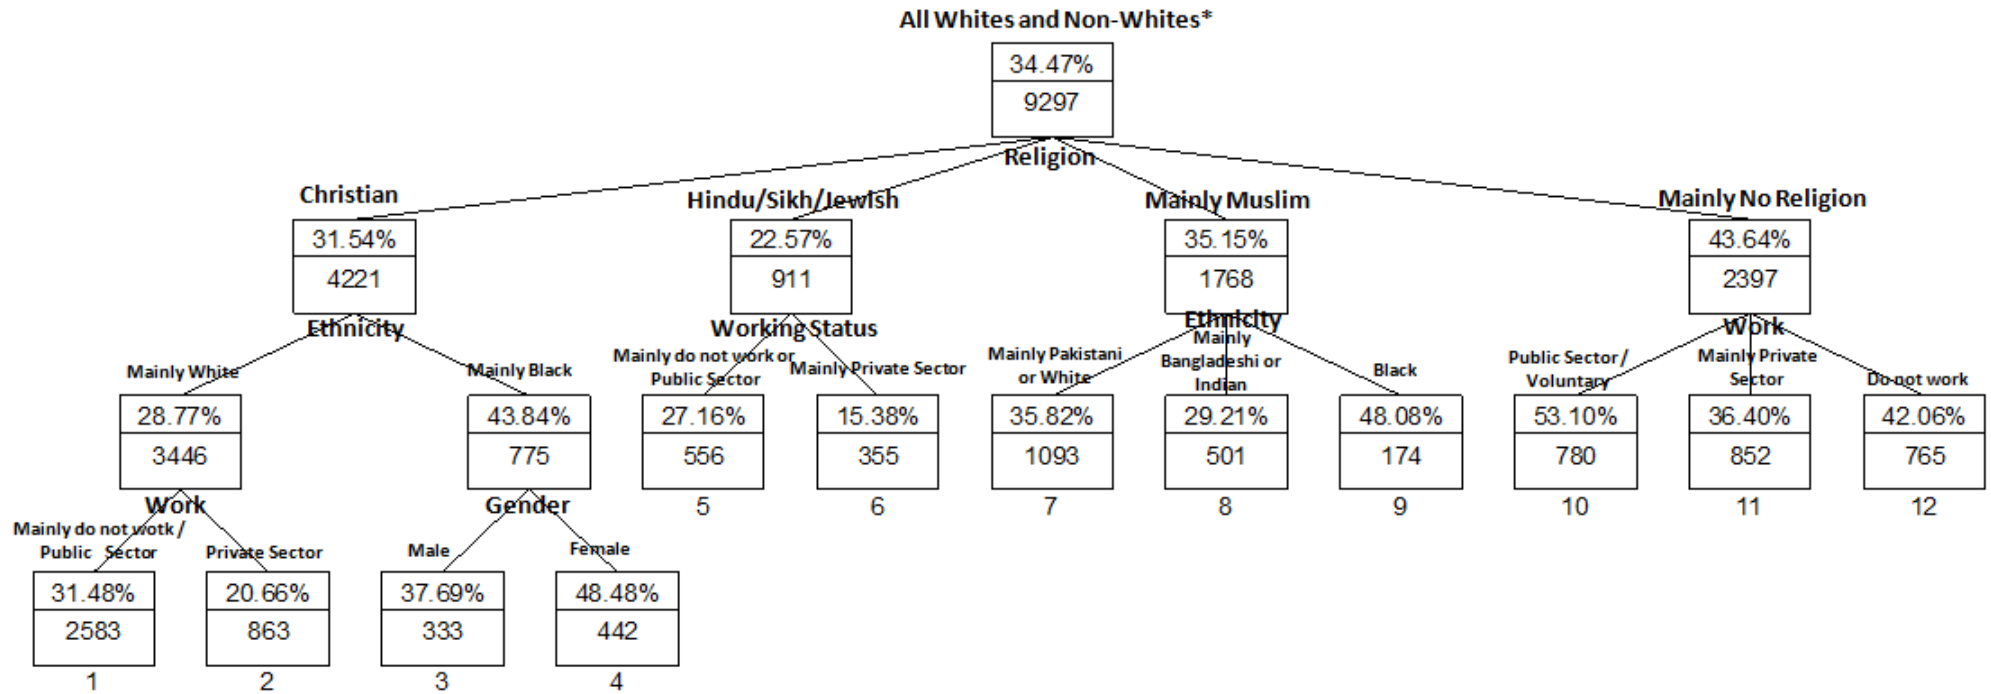 All Whites and Non-Whites*
34.47%
9297
Religion
Christian
Hindu/Sikh/Jewish
Mainly Muslim
Mainly No Religion
31.54%
4221
22.57%
911
35.15%
1768
43.64%
2397
Ethnicity
Working Status
Ethnicity
Work
Mainly White
Mainly Black
Mainly do not work or
Public Sector
Mainly Private Sector
Mainly Pakistani
or White
Mainly
Bangladeshi or
Indian
Black
Public Sector/
Voluntary
Mainly Private
Sector
Do not work
28.77%
3446
43.84%
775
27.16%
556
15.38%
355
35.82%
1093
29.21%
501
48.08%
174
53.10%
780
36.40%
852
42.06%
765
Work
Gender
5
6
7
8
9
10
11
12
Mainly do not wotk /
Public Sector
Private Sector
Male
Female
31.48%
2583
20.66%
863
37.69%
333
48.48%
442
1
2
3
4